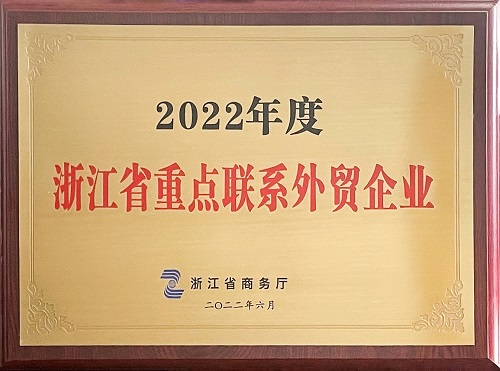 2022年度
浙江省重点联系外贸企业
浙江省商务厅
二〇二二年六月